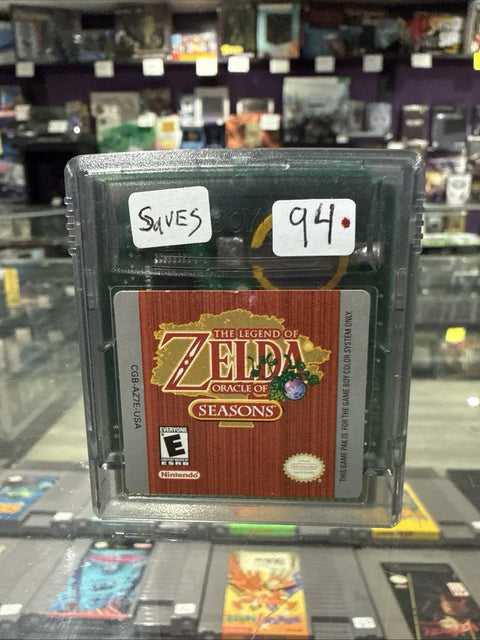 SaVES
94.
THE LEGEND OF
ZELDA
ORACLE OF
SEASONS
CGB-AZ7E-USA
THIS GAME PAK IS FOR THE GAME BOY COLOR SYSTEM ONLY.
EVERYONE
E
ESRB
Nintendo